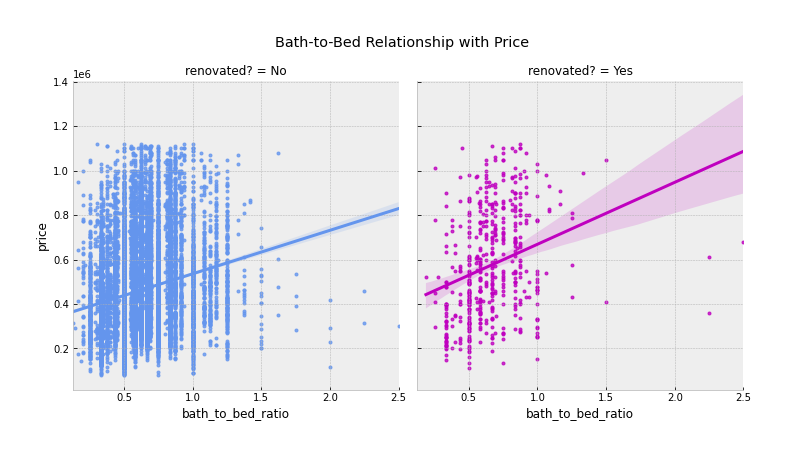 Bath-to-Bed Relationship with Price
renovated? = No
renovated? = Yes
1e6
1.4
1.2
1.0
0.8
0.6
0.4
0.2
price
0.5 1.0 1.5 2.0 2.5
0.5 1.0 1.5 2.0 2.5
bath_to_bed_ratio
bath_to_bed_ratio